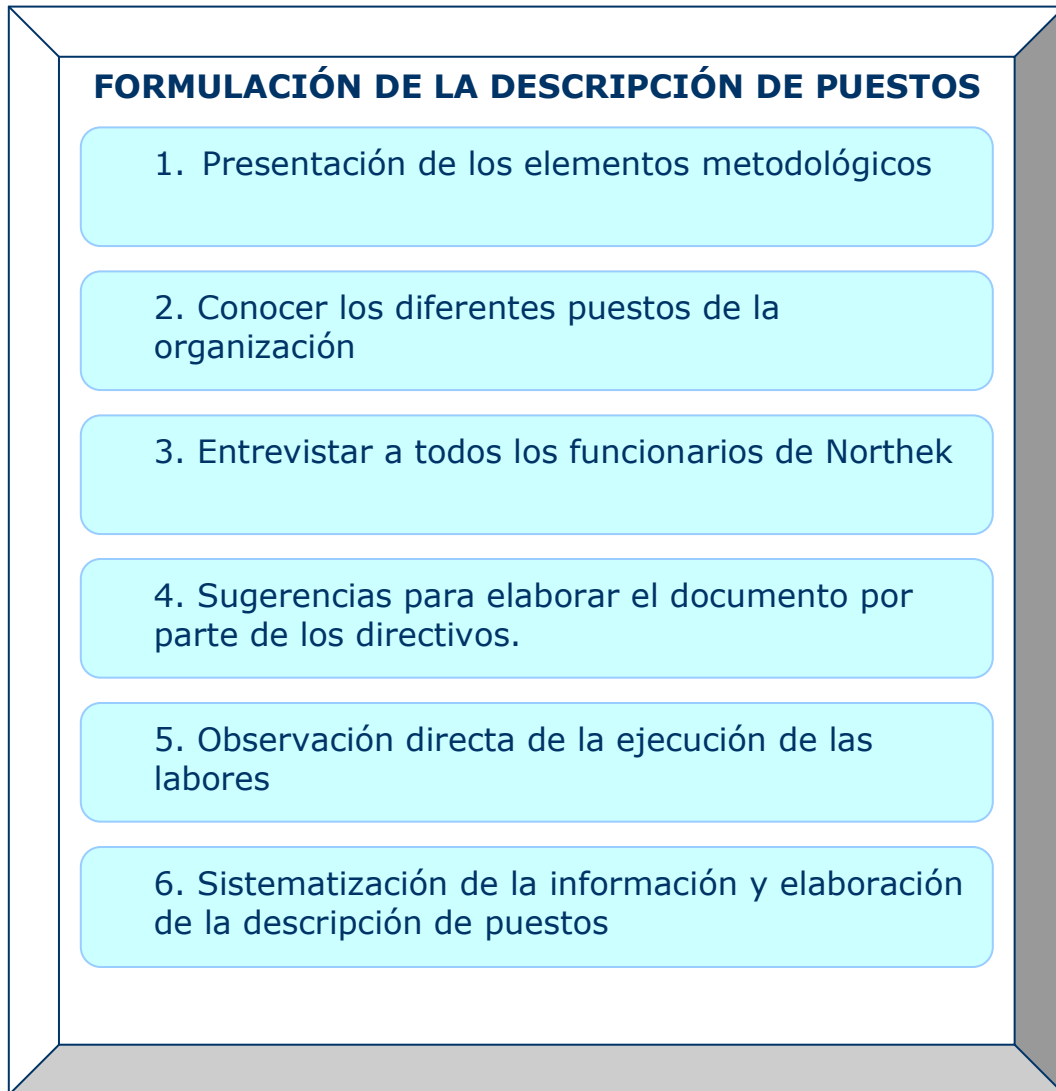 FORMULACIÓN DE LA DESCRIPCIÓN DE PUESTOS
1. Presentación de los elementos metodológicos
2. Conocer los diferentes puestos de la
organización
3. Entrevistar a todos los funcionarios de Northek
4. Sugerencias para elaborar el documento por
parte de los directivos.
5. Observación directa de la ejecución de las
labores
6. Sistematización de la información y elaboración
de la descripción de puestos